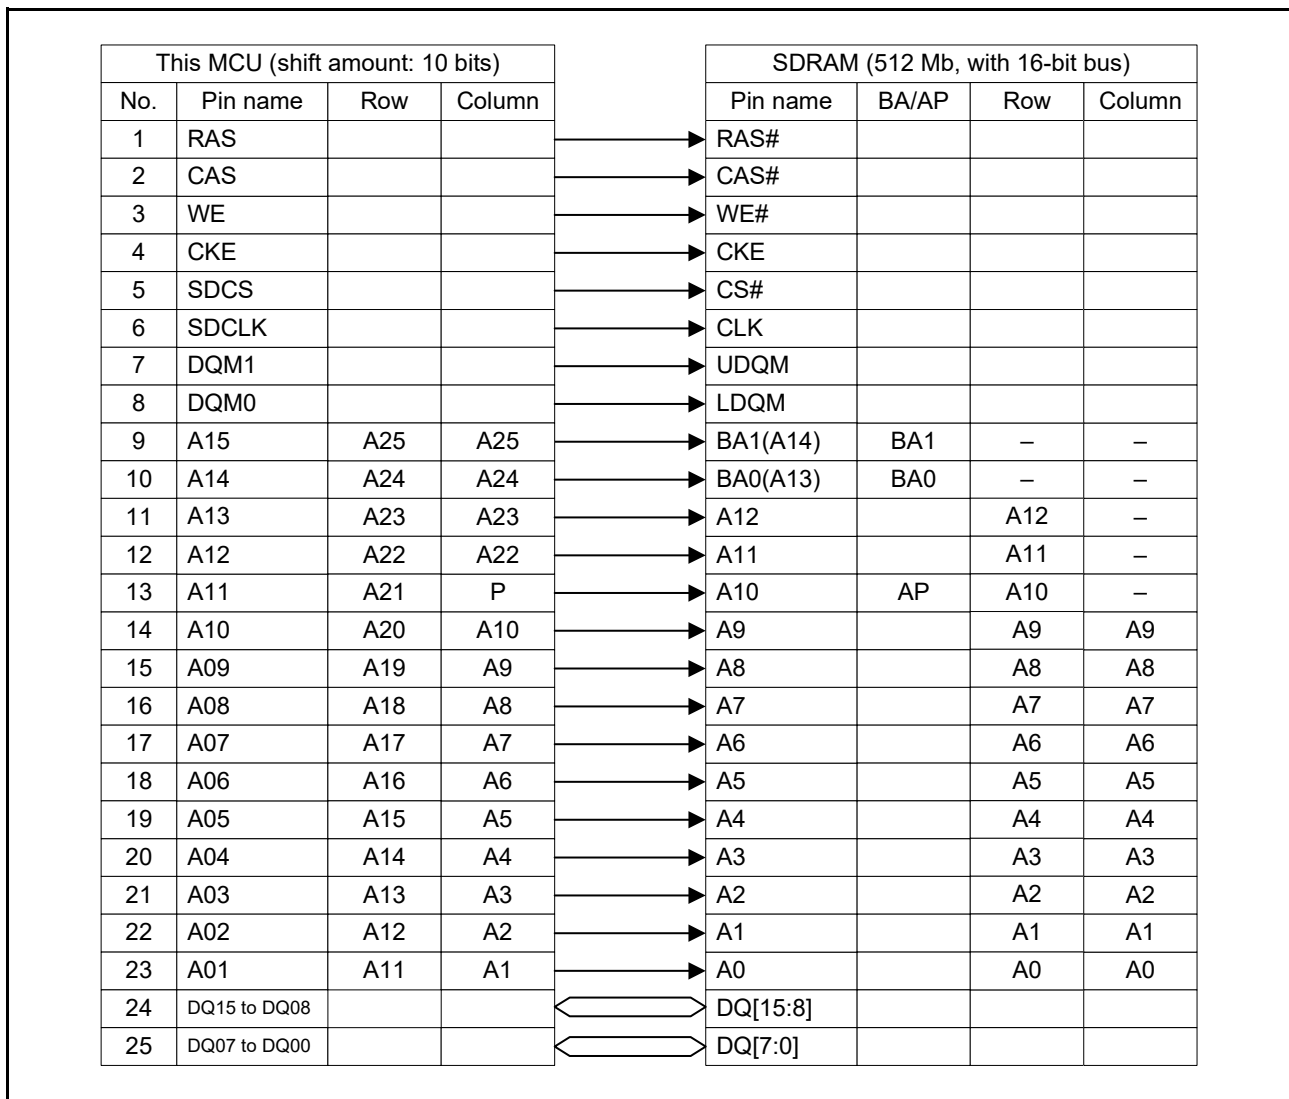 This MCU (shift amount: 10 bits) SDRAM (512 Mb, with 16-bit bus)
No. Pin name Row Column Pin name BA/AP Row Column
1 RAS RAS#
2 CAS CAS#
3 WE WE#
4 CKE CKE
5 SDCS CS#
6 SDCLK CLK
7 DQM1 UDQM
8 DQM0 LDQM
9 A15 A25 A25 BA1(A14) BA1 – –
10 A14 A24 A24 BA0(A13) BA0 – –
11 A13 A23 A23 A12 A12 –
12 A12 A22 A22 A11 A11 –
13 A11 A21 P A10 AP A10 –
14 A10 A20 A10 A9 A9 A9
15 A09 A19 A9 A8 A8 A8
16 A08 A18 A8 A7 A7 A7
17 A07 A17 A7 A6 A6 A6
18 A06 A16 A6 A5 A5 A5
19 A05 A15 A5 A4 A4 A4
20 A04 A14 A4 A3 A3 A3
21 A03 A13 A3 A2 A2 A2
22 A02 A12 A2 A1 A1 A1
23 A01 A11 A1 A0 A0 A0
24 DQ15 to DQ08 DQ[15:8]
25 DQ07 to DQ00 DQ[7:0]